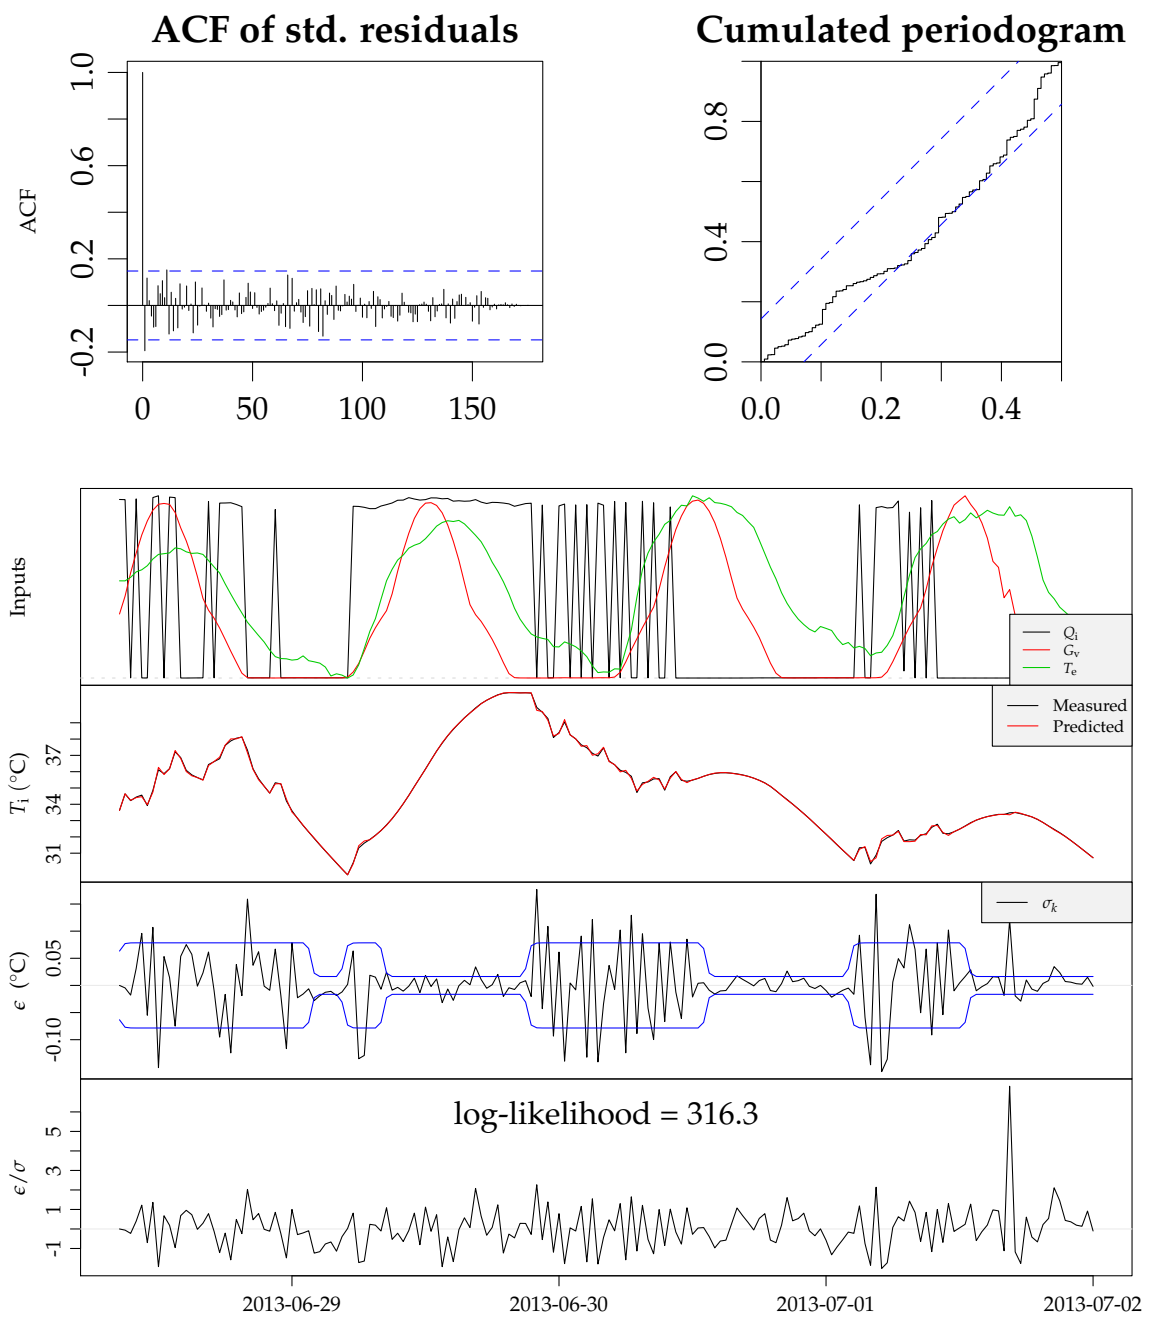 ACF of std. residuals
Cumulated periodogram
ACF
-0.2 0.2 0.6 1.0
0 50 100 150
0.0 0.4 0.8
0.0 0.2 0.4
Inputs
Qi
Gv
Te
Ti (°C)
31 34 37
Measured
Predicted
ϵ (°C)
-0.10 0.05
σk
ϵ/σ
-1 1 3 5
log-likelihood = 316.3
2013-06-29 2013-06-30 2013-07-01 2013-07-02